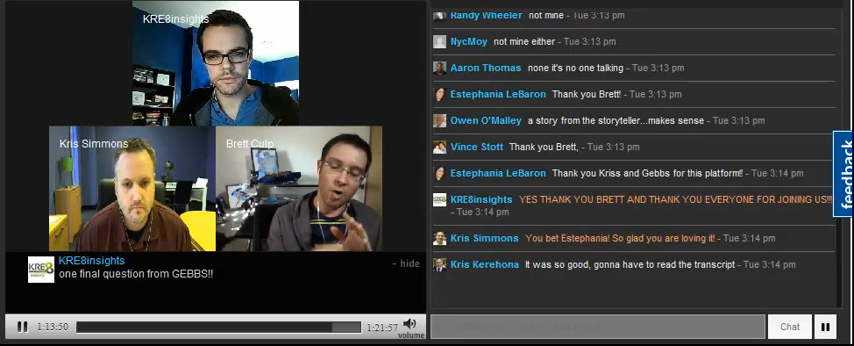 KRE8insights
Kris Simmons
Brett Culp
KRE8insights
one final question from GEBBS!!
– hide
1:13:50
1:21:57
volume
Randy Wheeler not mine – Tue 3:13 pm
NycMoy not mine either – Tue 3:13 pm
Aaron Thomas none it's no one talking – Tue 3:13 pm
Estephania LeBaron Thank you Brett! – Tue 3:13 pm
Owen O'Malley a story from the storyteller...makes sense – Tue 3:13 pm
Vince Stott Thank you Brett, – Tue 3:13 pm
Estephania LeBaron Thank you Kriss and Gebbs for this platform!! – Tue 3:14 pm
KRE8insights YES THANK YOU BRETT AND THANK YOU EVERYONE FOR JOINING US!!!
– Tue 3:14 pm
Kris Simmons You bet Estephania! So glad you are loving it! – Tue 3:14 pm
Kris Kerehona It was so good, gonna have to read the transcript – Tue 3:14 pm
Chat
feedback
KRE8